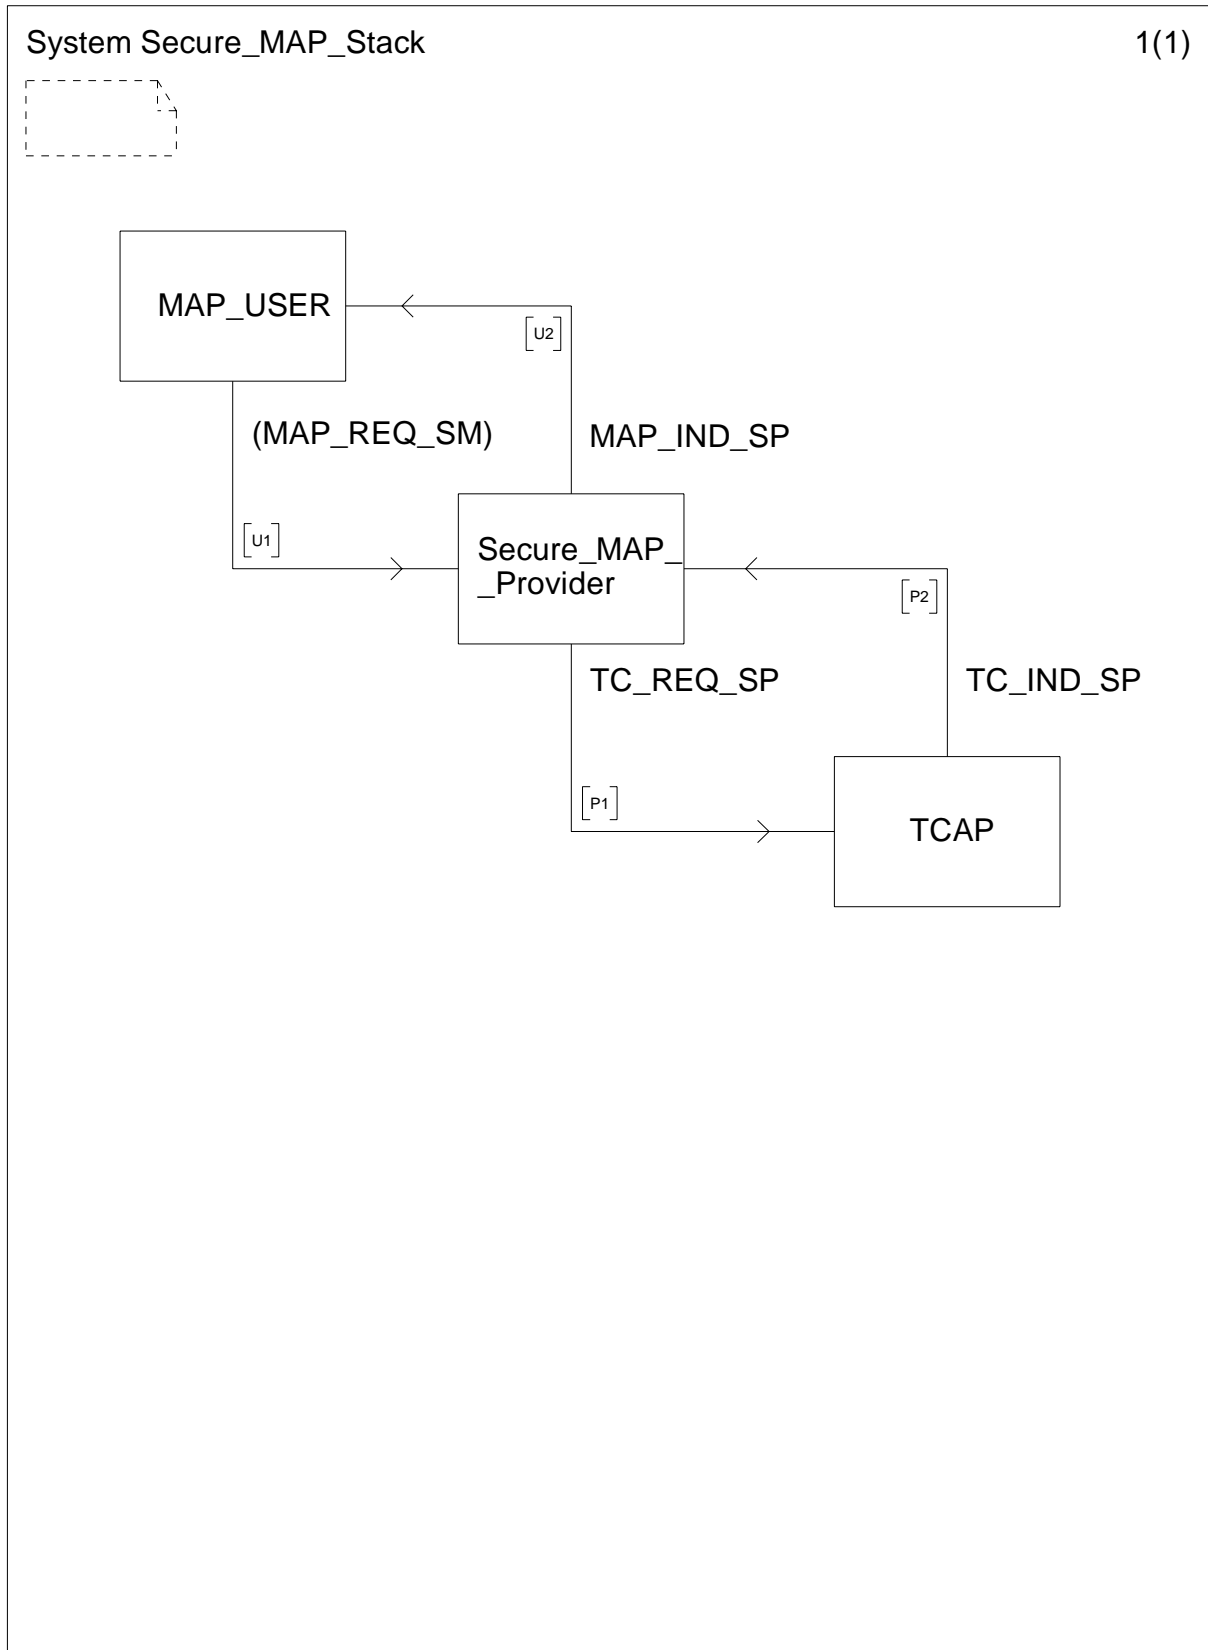 System Secure_MAP_Stack
1(1)
MAP_USER
[U2]
(MAP_REQ_SM)
MAP_IND_SP
[U1]
Secure_MAP_
_Provider
[P2]
TC_REQ_SP
TC_IND_SP
[P1]
TCAP